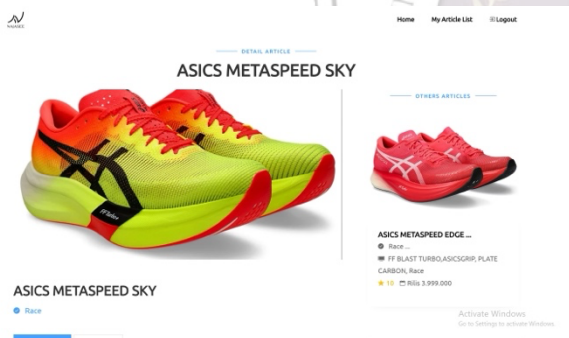 Home My Article List Logout
DETAIL ARTICLE
ASICS METASPEED SKY
OTHERS ARTICLES
ASICS METASPEED EDGE ...
Race ...
FF BLAST TURBO,ASICSGRIP, PLATE
CARBON, Race
10 Rilis 3.999.000
ASICS METASPEED SKY
Race
Activate Windows
Go to Settings to activate Windows.